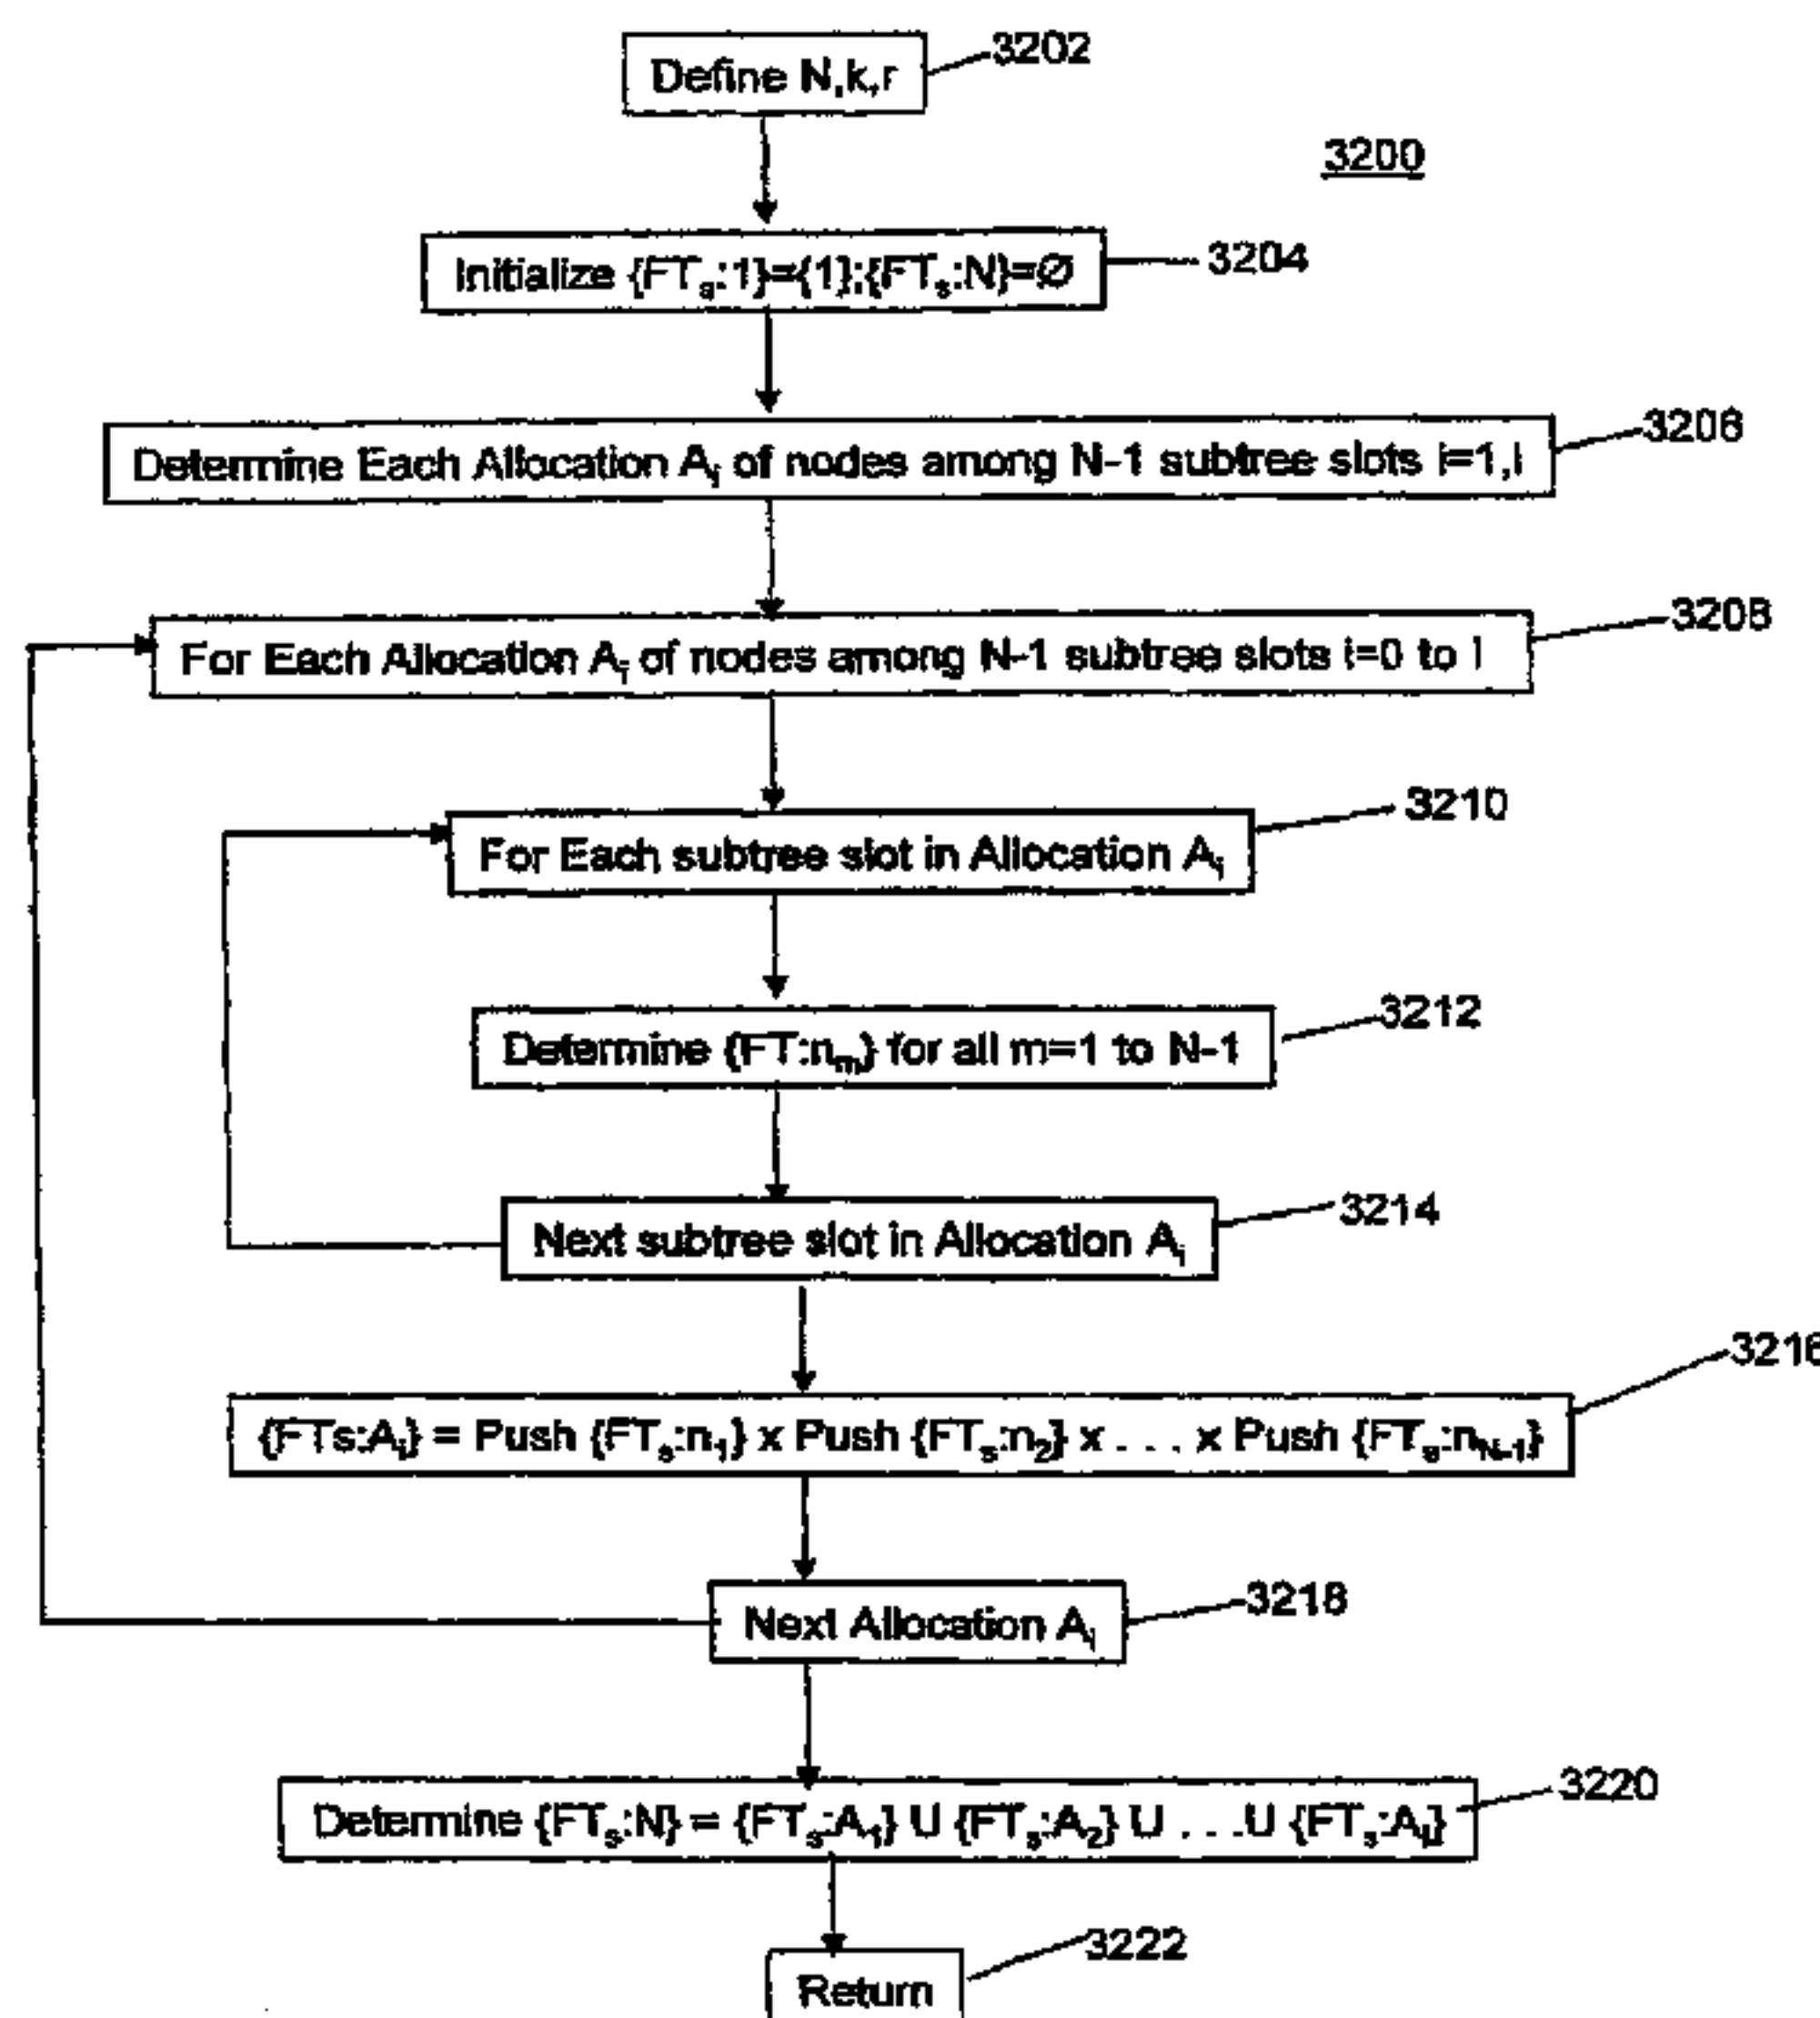 Define N,k,r
3202
3200
Initialize {FTs:1}={1};{FTs:N}=Ø
3204
Determine Each Allocation Ai of nodes among N-1 subtree slots i=1,I
3206
For Each Allocation Ai of nodes among N-1 subtree slots i=0 to I
3208
For Each subtree slot in Allocation Ai
3210
Determine {FT:nm} for all m=1 to N-1
3212
Next subtree slot in Allocation Ai
3214
{FTs:Ai} = Push {FTs:n1} x Push {FTs:n2} x . . . x Push {FTs:nN-1}
3216
Next Allocation Ai
3218
Determine {FTs:N} = {FTs:A1} U {FTs:A2} U . . .U {FTs:AI}
3220
Return
3222